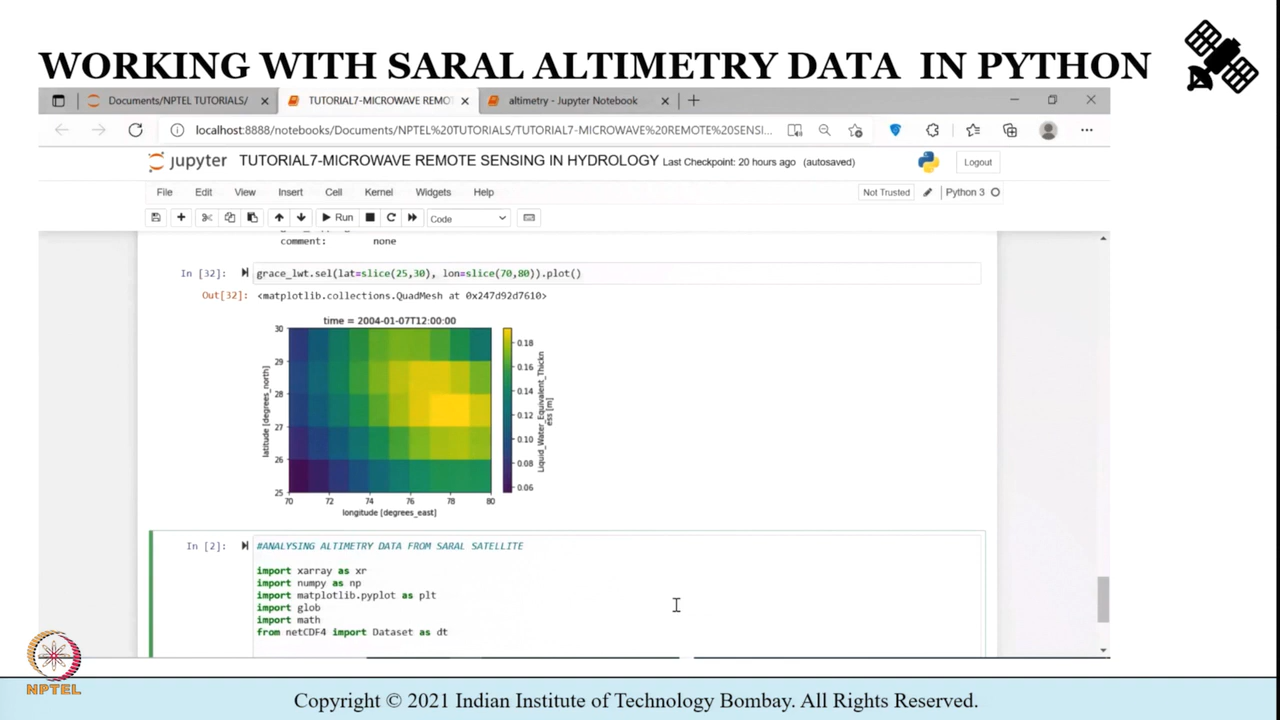 WORKING WITH SARAL ALTIMETRY DATA IN PYTHON
Documents/NPTEL TUTORIALS/
TUTORIAL7-MICROWAVE REMO
altimetry - Jupyter Notebook
localhost:8888/notebooks/Documents/NPTEL%20TUTORIALS/TUTORIAL7-MICROWAVE%20REMOTE%20SENSI...
jupyter TUTORIAL7-MICROWAVE REMOTE SENSING IN HYDROLOGY Last Checkpoint: 20 hours ago (autosaved)
Logout
File Edit View Insert Cell Kernel Widgets Help
Not Trusted
Python 3
Run
Code
comment: none
In [32]: grace_lwt.sel(lat=slice(25,30), lon=slice(70,80)).plot()
Out[32]: <matplotlib.collections.QuadMesh at 0x247d92d7610>
time = 2004-01-07T12:00:00
30
29
28
27
26
25
latitude [degrees_north]
70 72 74 76 78 80
longitude [degrees_east]
0.18
0.16
0.14
0.12
0.10
0.08
0.06
Liquid_Water_Equivalent_Thickn
ess [m]
In [2]: #ANALYSING ALTIMETRY DATA FROM SARAL SATELLITE
import xarray as xr
import numpy as np
import matplotlib.pyplot as plt
import glob
import math
from netCDF4 import Dataset as dt
NPTEL
Copyright © 2021 Indian Institute of Technology Bombay. All Rights Reserved.